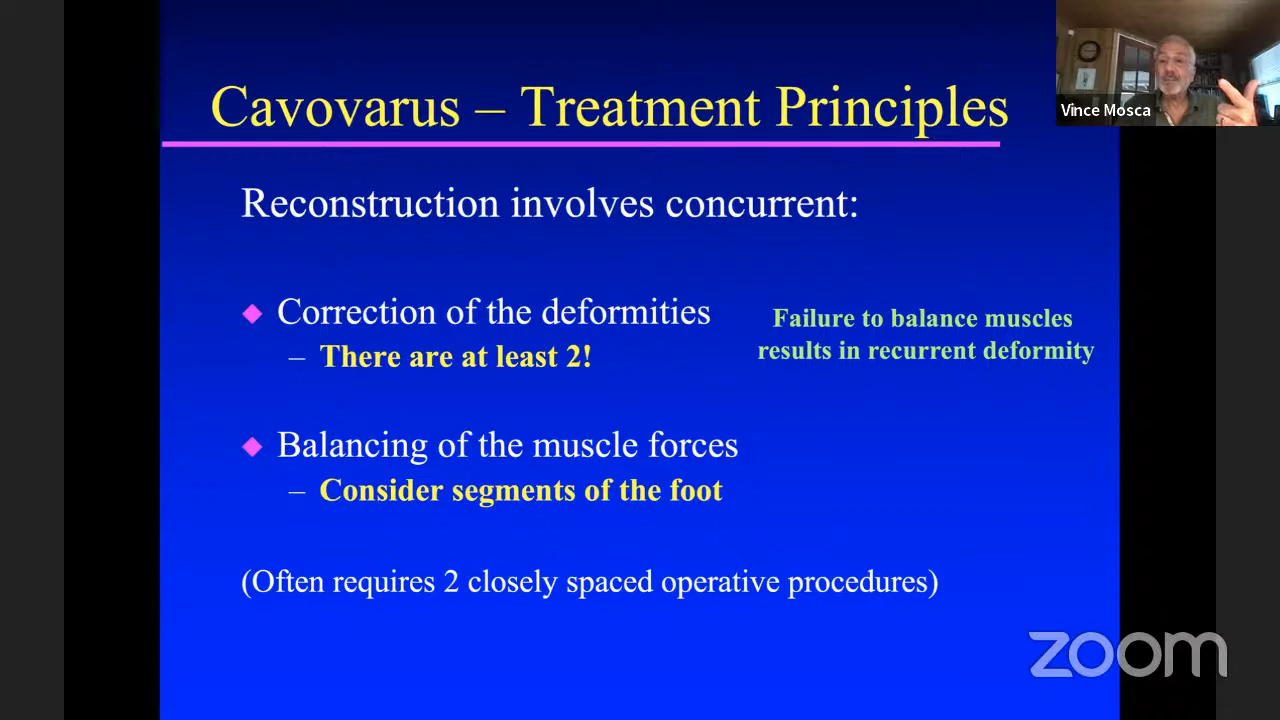 Cavovarus – Treatment Principles
Vince Mosca
Reconstruction involves concurrent:
Correction of the deformities
– There are at least 2!
Failure to balance muscles
results in recurrent deformity
Balancing of the muscle forces
– Consider segments of the foot
(Often requires 2 closely spaced operative procedures)
zoom